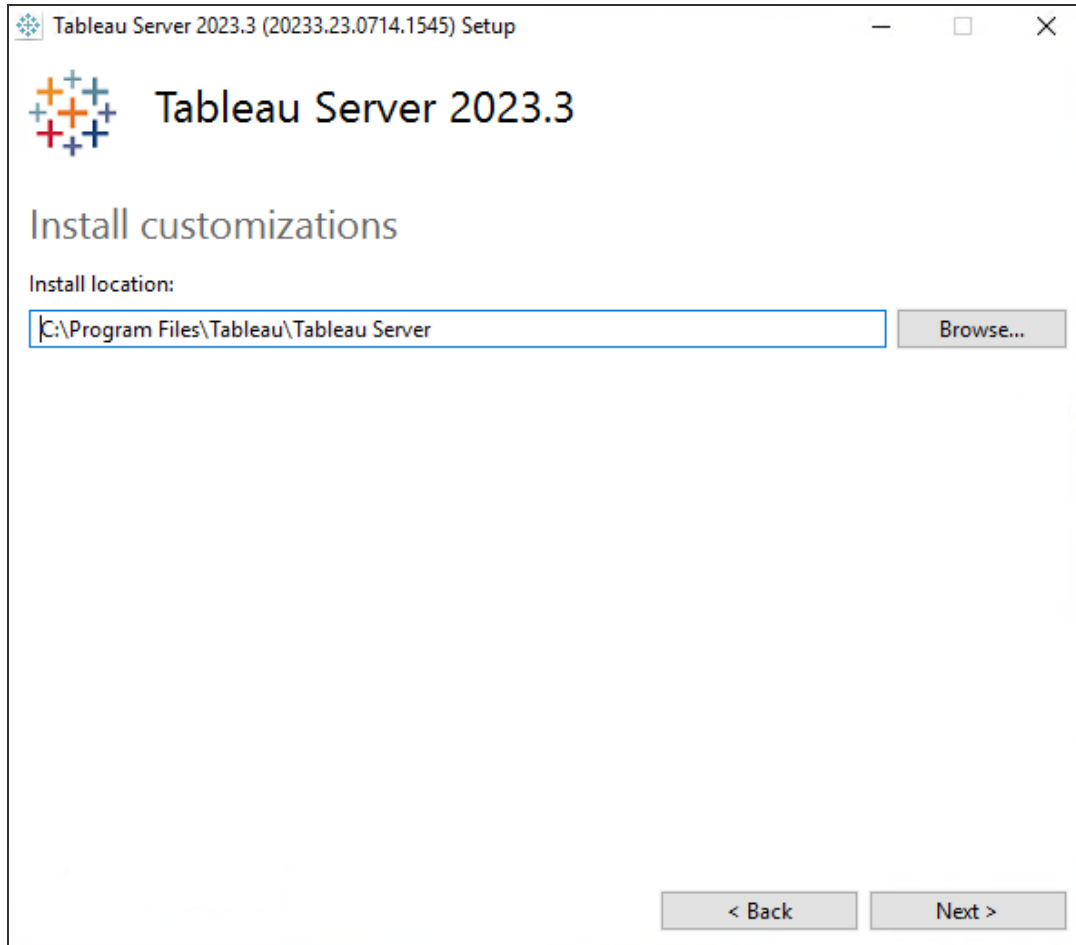 Tableau Server 2023.3 (20233.23.0714.1545) Setup
Tableau Server 2023.3
Install customizations
Install location:
C:\Program Files\Tableau\Tableau Server
Browse...
< Back
Next >